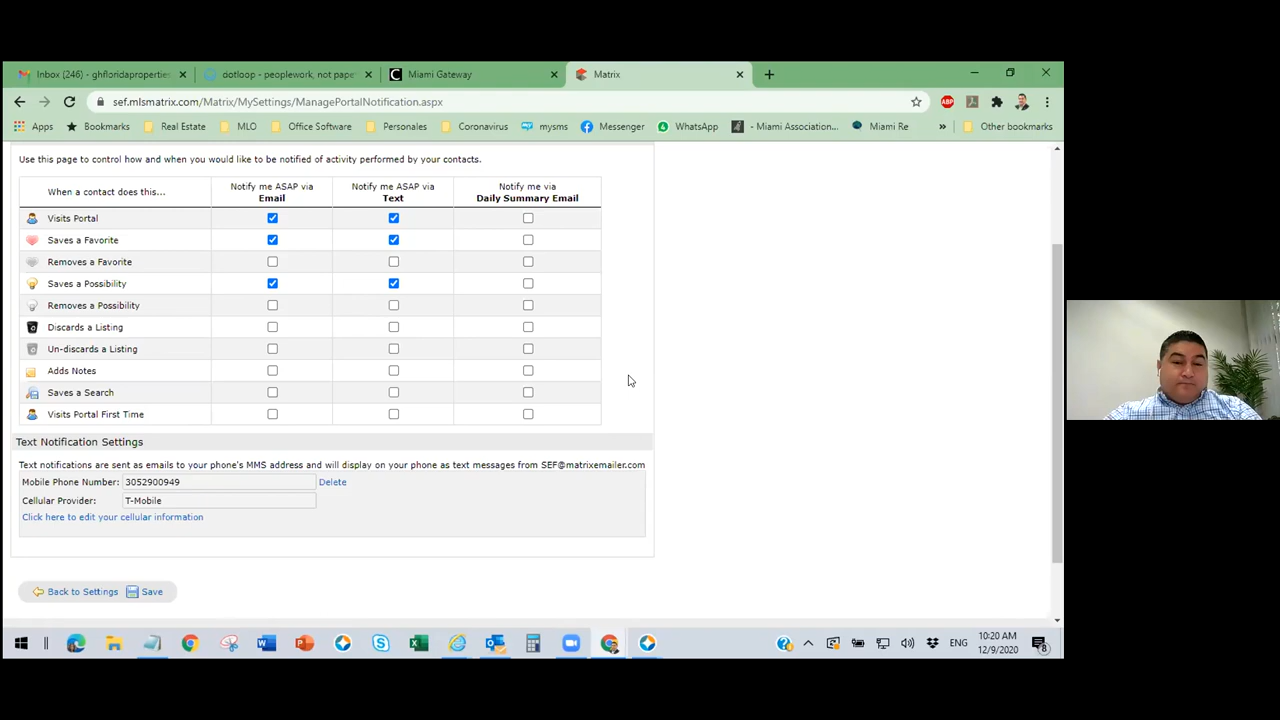 Inbox (246) - ghfloridapropertie
dotloop - peoplework, not pape
Miami Gateway
Matrix
sef.mlsmatrix.com/Matrix/MySettings/ManagePortalNotification.aspx
ABP
Apps Bookmarks Real Estate MLO Office Software Personales Coronavirus mysms Messenger WhatsApp - Miami Association... Miami Re » Other bookmarks
Use this page to control how and when you would like to be notified of activity performed by your contacts.
When a contact does this...
Notify me ASAP via
Email
Notify me ASAP via
Text
Notify me via
Daily Summary Email
Visits Portal
Saves a Favorite
Removes a Favorite
Saves a Possibility
Removes a Possibility
Discards a Listing
Un-discards a Listing
Adds Notes
Saves a Search
Visits Portal First Time
Text Notification Settings
Text notifications are sent as emails to your phone's MMS address and will display on your phone as text messages from SEF@matrixemailer.com
Mobile Phone Number: 3052900949 Delete
Cellular Provider: T-Mobile
Click here to edit your cellular information
Back to Settings Save
ENG
10:20 AM
12/9/2020
8